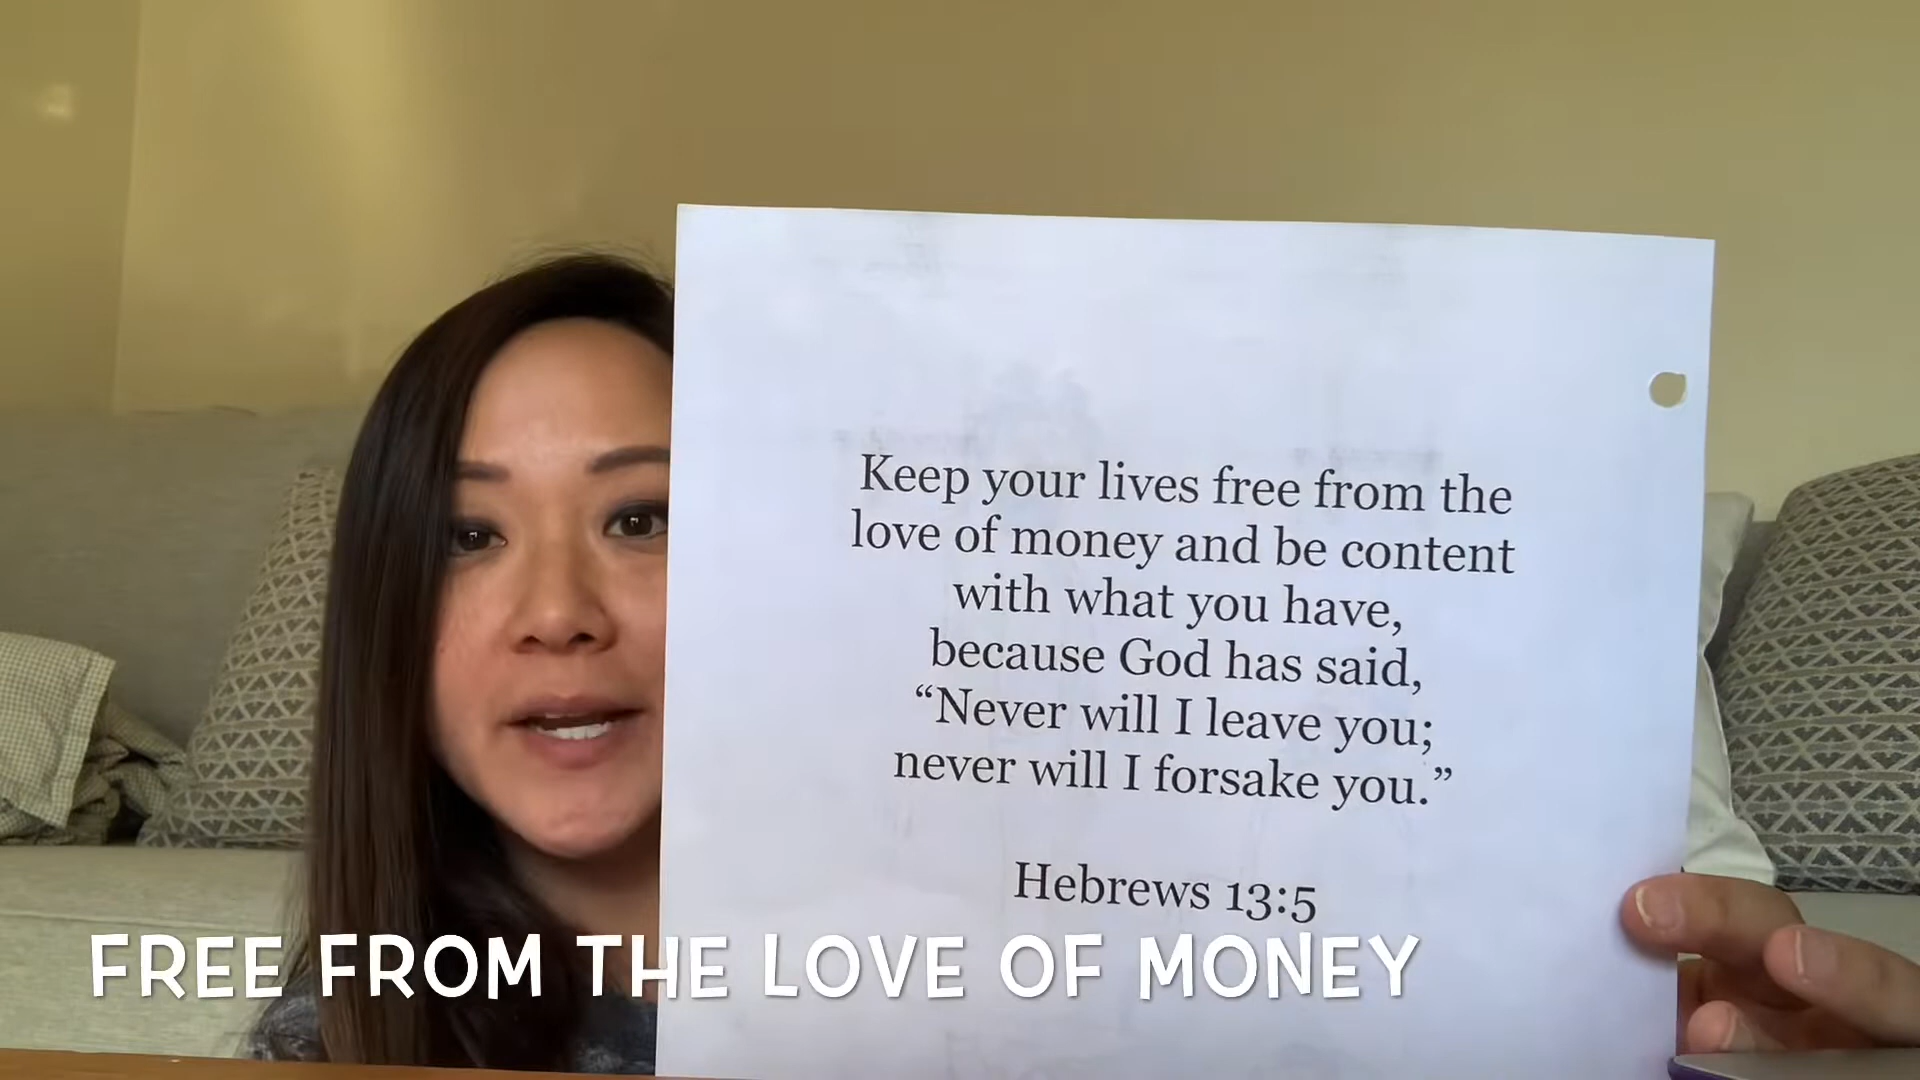 Keep your lives free from the
love of money and be content
with what you have,
because God has said,
“Never will I leave you;
never will I forsake you.”
Hebrews 13:5
FREE FROM THE LOVE OF MONEY